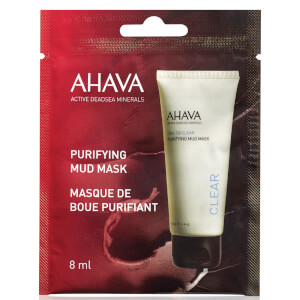 AHAVA
ACTIVE DEADSEA MINERALS
PURIFYING
MUD MASK
MASQUE DE
BOUE PURIFIANT
8 ml
AHAVA
PURIFYING MUD MASK
CLEAR